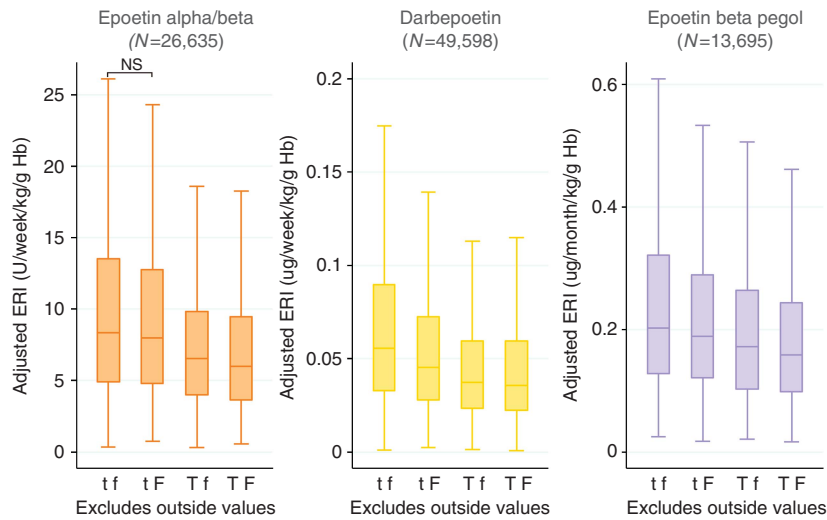 Epoetin alpha/beta
(N=26,635)
NS
Adjusted ERI (U/week/kg/g Hb)
25
20
15
10
5
0
t f t F T f T F
Excludes outside values
Darbepoetin
(N=49,598)
Adjusted ERI (ug/week/kg/g Hb)
0.2
0.15
0.1
0.05
0
t f t F T f T F
Excludes outside values
Epoetin beta pegol
(N=13,695)
Adjusted ERI (ug/month/kg/g Hb)
0.6
0.4
0.2
0
t f t F T f T F
Excludes outside values